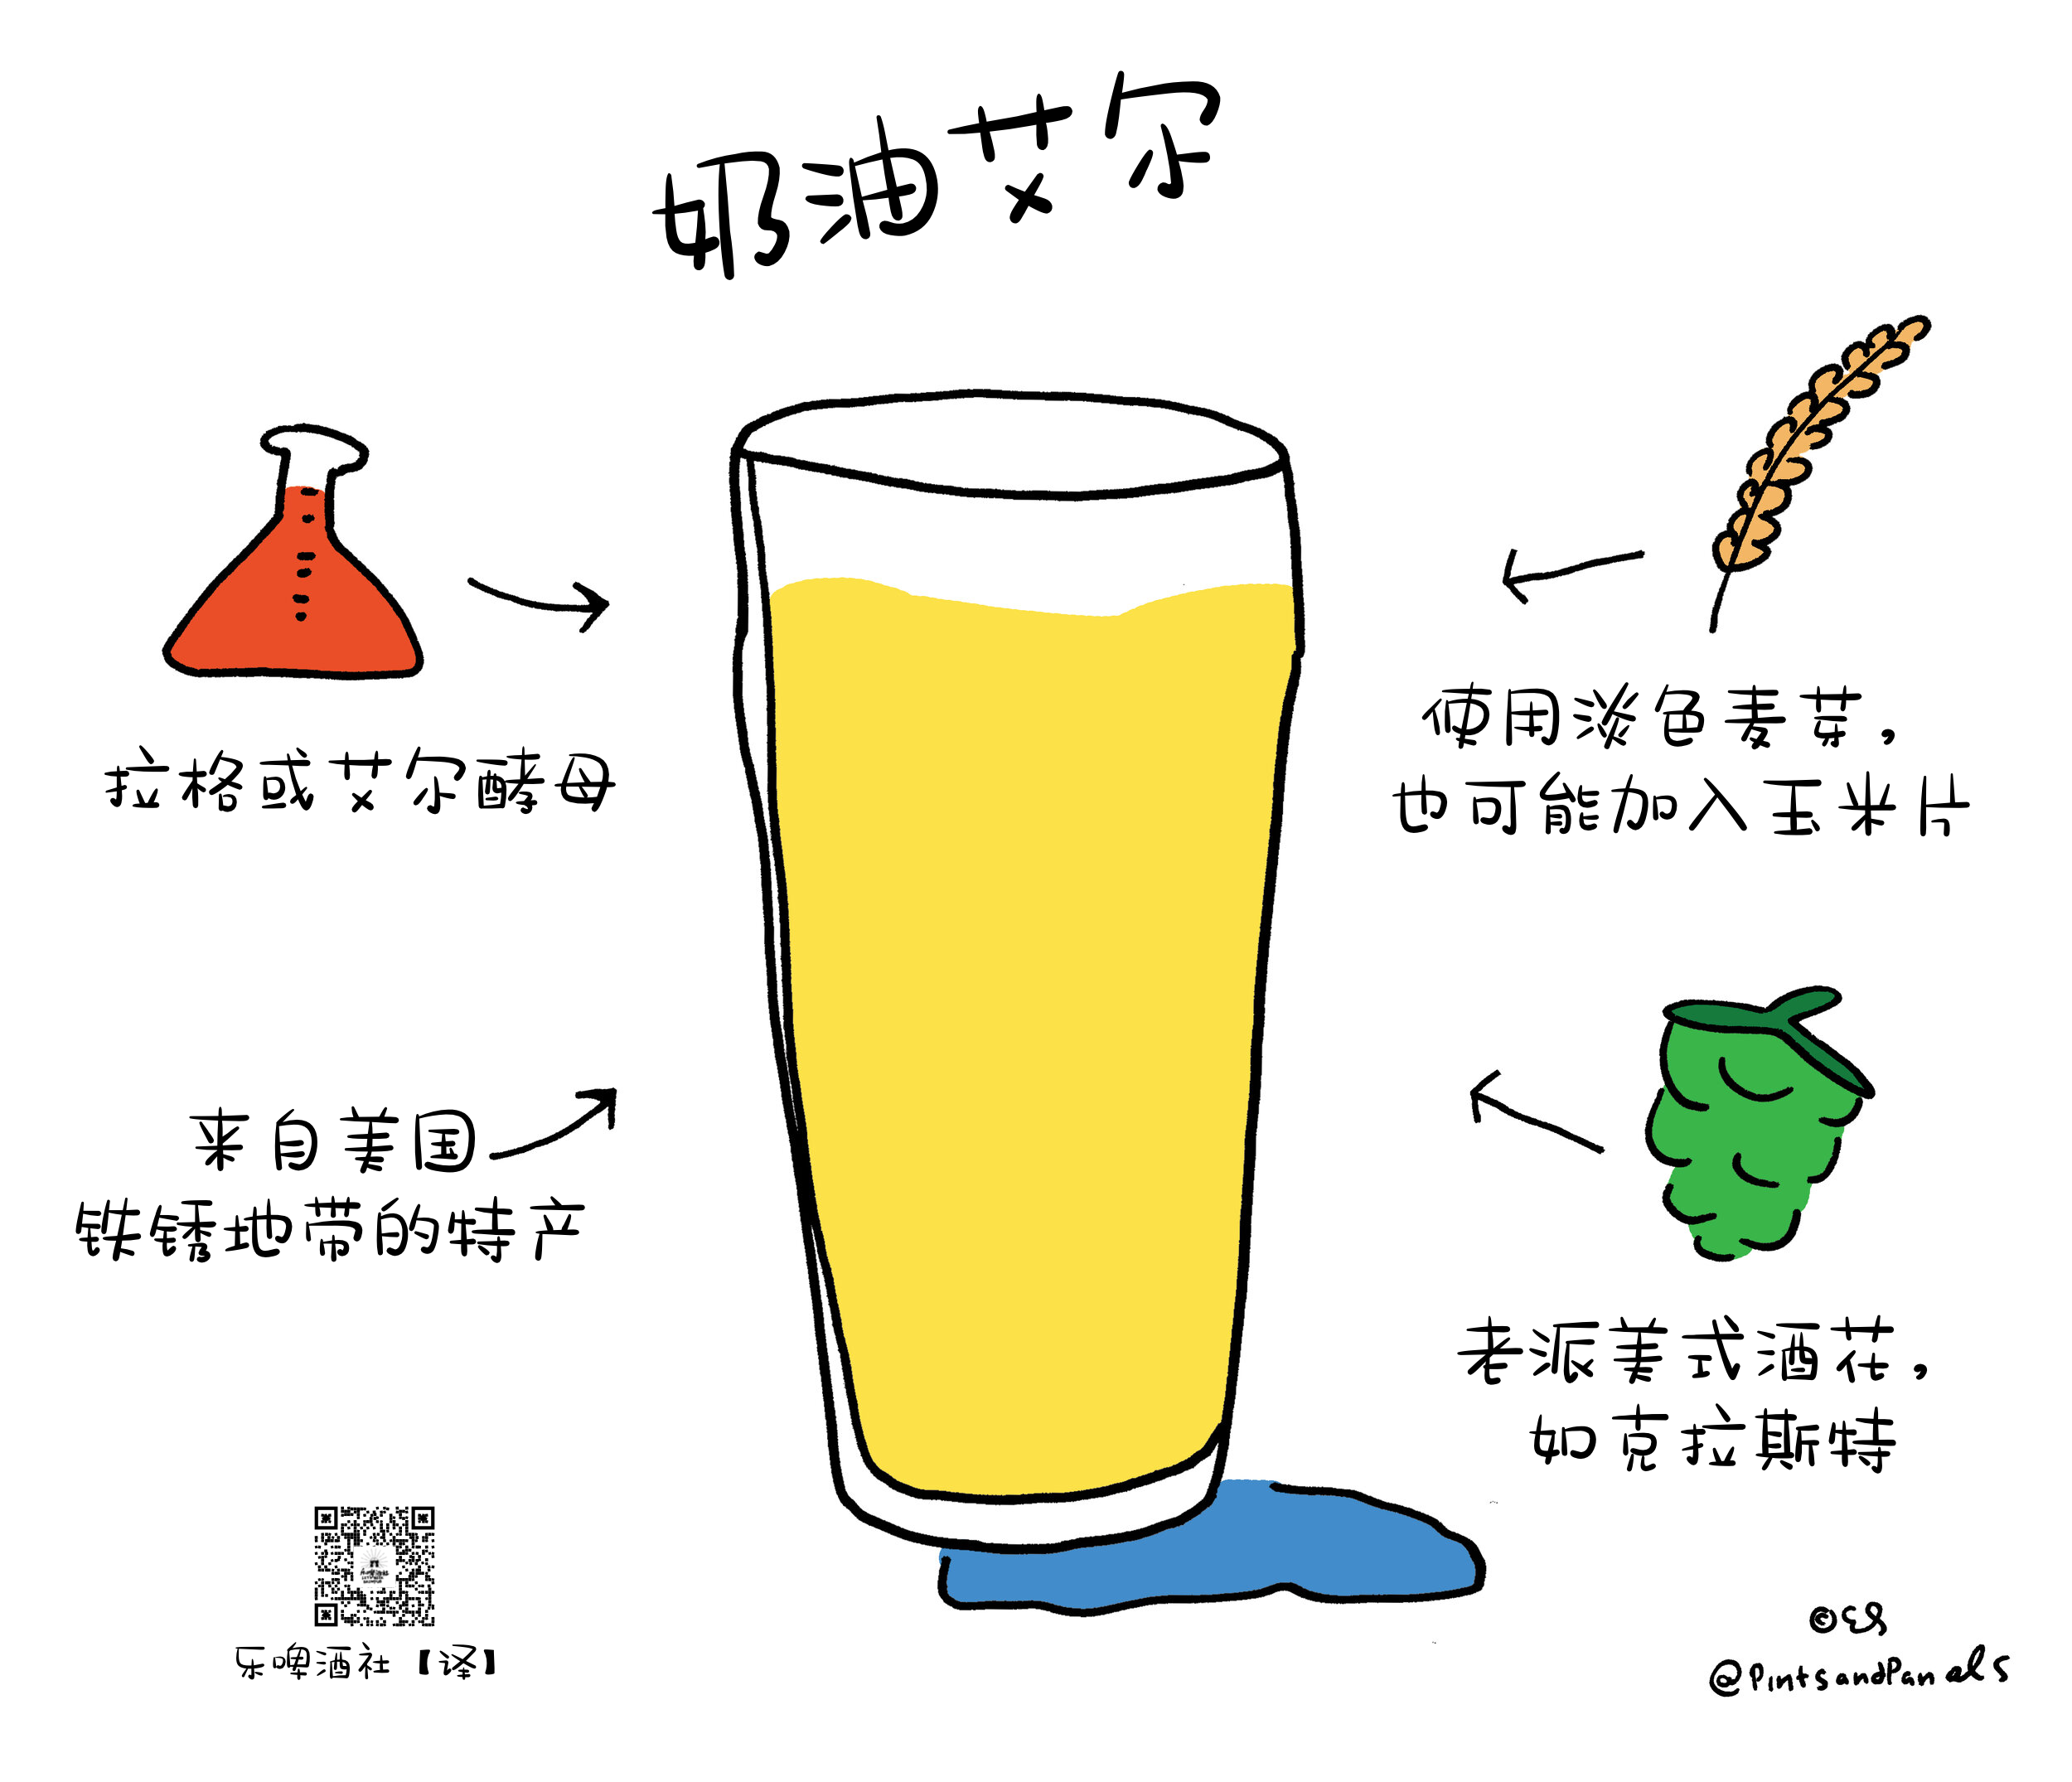 奶油艾尔
拉格或艾尔酵母
使用淡色麦芽，
也可能加入玉米片
来自美国
铁锈地带的特产
老派美式酒花，
如克拉斯特
乐啤酒社【译】
@PintsandPanels